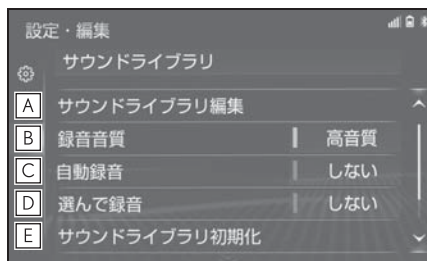 設定・編集
サウンドライブラリ
A サウンドライブラリ編集
B 録音音質 高音質
C 自動録音 しない
D 選んで録音 しない
E サウンドライブラリ初期化